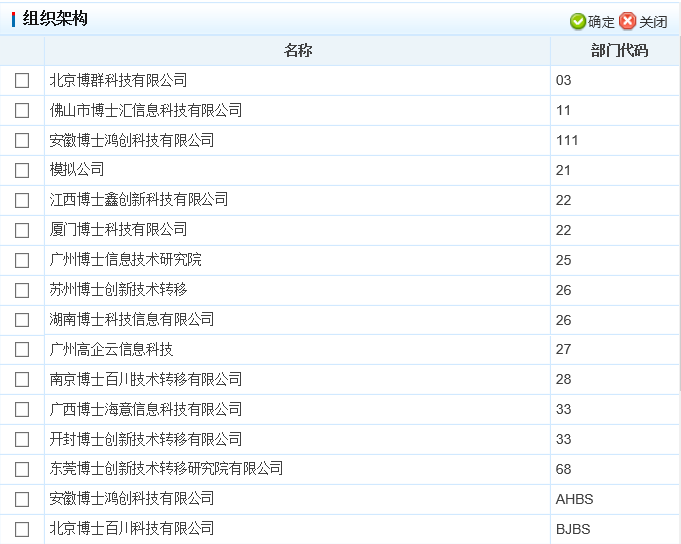 组织架构 确定 关闭
名称 部门代码
北京博群科技有限公司 03
佛山市博士汇信息科技有限公司 11
安徽博士鸿创科技有限公司 111
模拟公司 21
江西博士鑫创新科技有限公司 22
厦门博士科技有限公司 22
广州博士信息技术研究院 25
苏州博士创新技术转移 26
湖南博士科技信息有限公司 26
广州高企云信息科技 27
南京博士百川技术转移有限公司 28
广西博士海意信息科技有限公司 33
开封博士创新技术转移有限公司 33
东莞博士创新技术转移研究院有限公司 68
安徽博士鸿创科技有限公司 AHBS
北京博士百川科技有限公司 BJBS